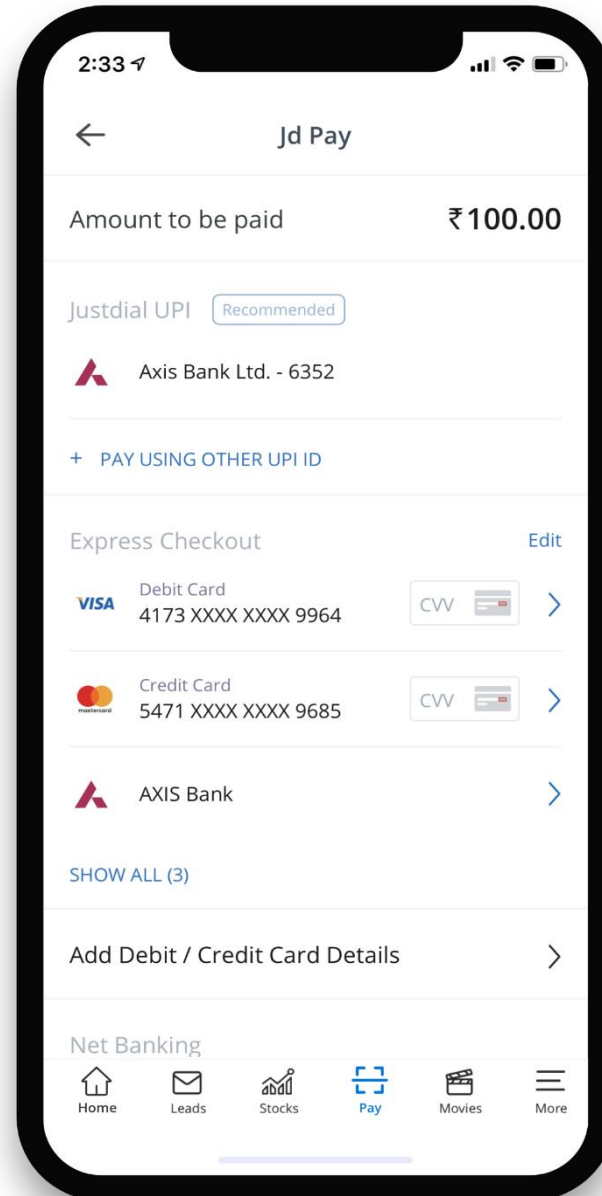 2:33
Jd Pay
Amount to be paid ₹100.00
Justdial UPI Recommended
Axis Bank Ltd. - 6352
+ PAY USING OTHER UPI ID
Express Checkout Edit
VISA Debit Card
4173 XXXX XXXX 9964 CVV
mastercard Credit Card
5471 XXXX XXXX 9685 CVV
AXIS Bank
SHOW ALL (3)
Add Debit / Credit Card Details
Net Banking
Home Leads Stocks Pay Movies More